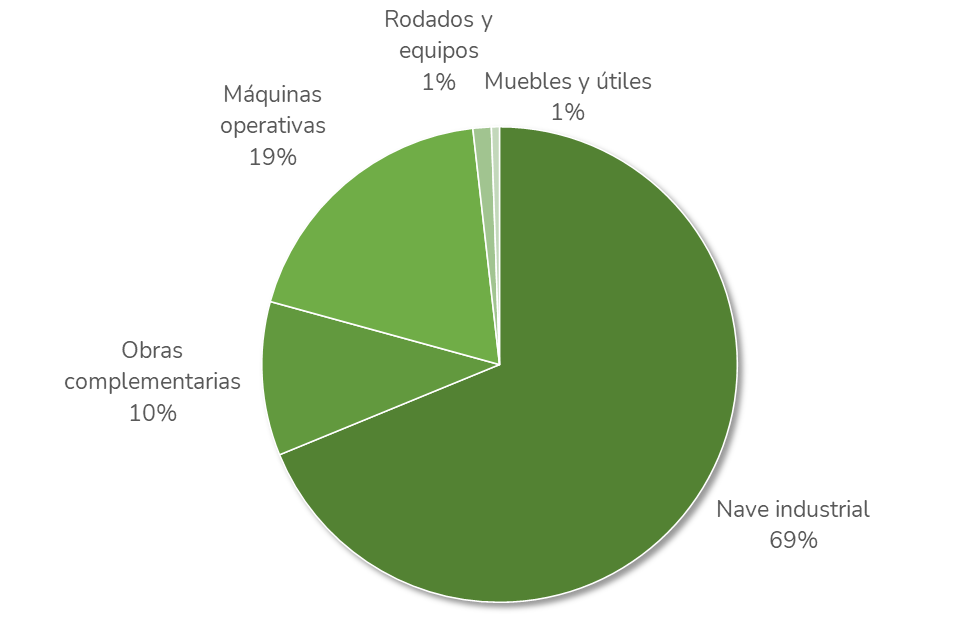 Rodados y
equipos
1%
Muebles y útiles
1%
Máquinas
operativas
19%
Obras
complementarias
10%
Nave industrial
69%